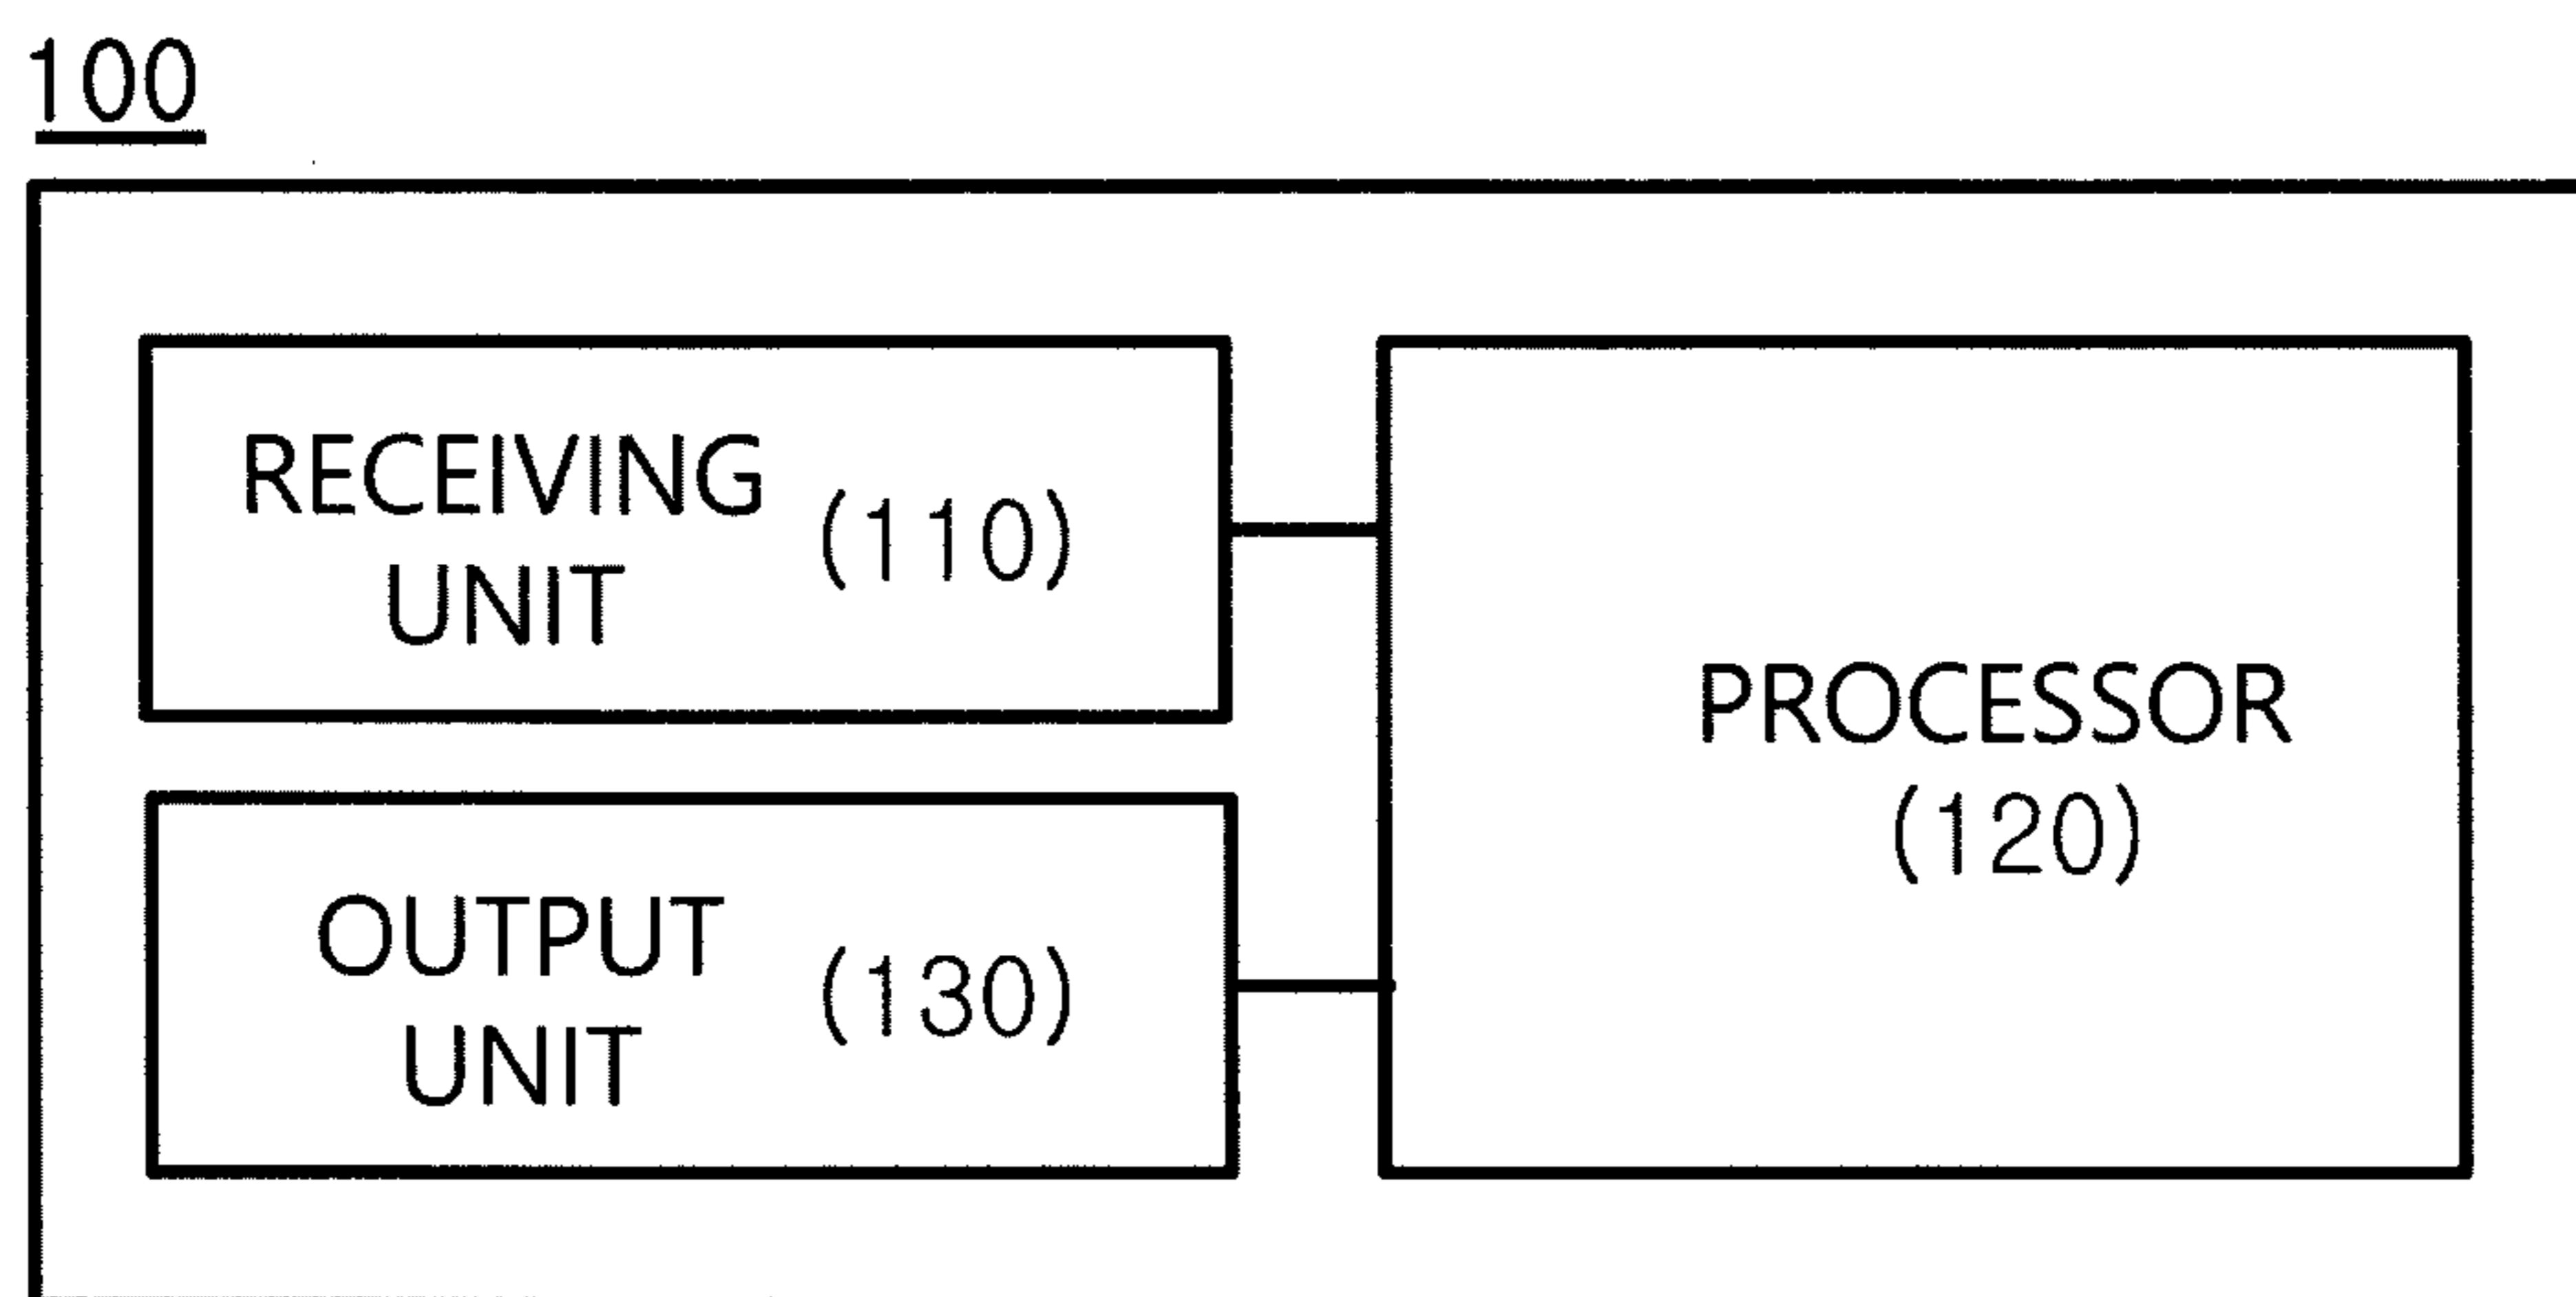 100
RECEIVING
UNIT
(110)
OUTPUT
UNIT
(130)
PROCESSOR
(120)